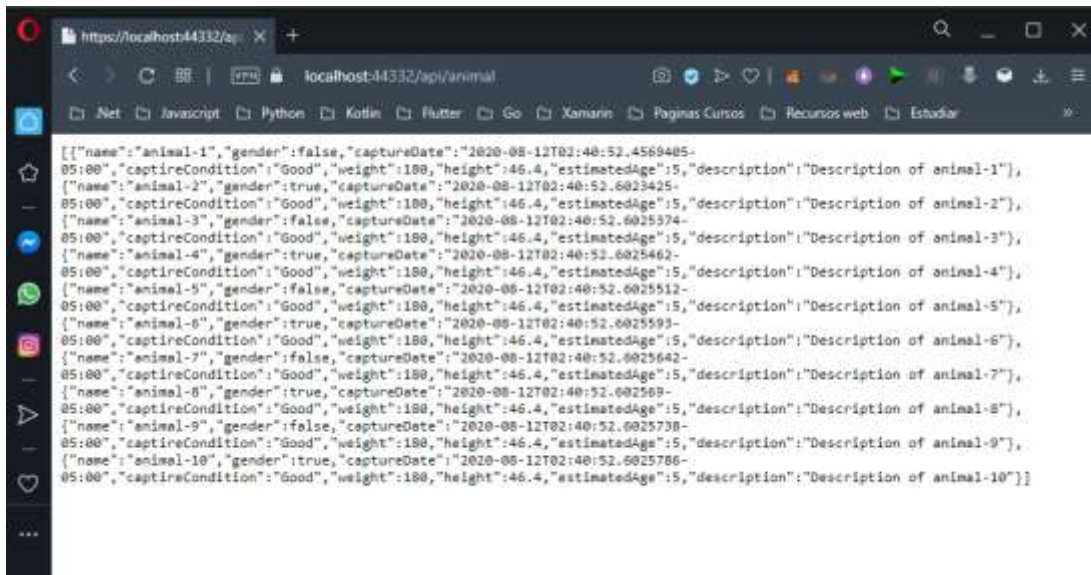 https://localhost:44332/ap
VPN localhost:44332/api/animal
.Net Javascript Python Kotlin Flutter Go Xamarin Paginas Cursos Recursos web Estudiar
[{"name":"animal-1","gender":false,"captureDate":"2020-08-12T02:40:52.4569405-
05:00","captireCondition":"Good","weight":180,"height":46.4,"estimatedAge":5,"description":"Description of animal-1"},
{"name":"animal-2","gender":true,"captureDate":"2020-08-12T02:40:52.6023425-
05:00","captireCondition":"Good","weight":180,"height":46.4,"estimatedAge":5,"description":"Description of animal-2"},
{"name":"animal-3","gender":false,"captureDate":"2020-08-12T02:40:52.6025374-
05:00","captireCondition":"Good","weight":180,"height":46.4,"estimatedAge":5,"description":"Description of animal-3"},
{"name":"animal-4","gender":true,"captureDate":"2020-08-12T02:40:52.6025462-
05:00","captireCondition":"Good","weight":180,"height":46.4,"estimatedAge":5,"description":"Description of animal-4"},
{"name":"animal-5","gender":false,"captureDate":"2020-08-12T02:40:52.6025512-
05:00","captireCondition":"Good","weight":180,"height":46.4,"estimatedAge":5,"description":"Description of animal-5"},
{"name":"animal-6","gender":true,"captureDate":"2020-08-12T02:40:52.6025593-
05:00","captireCondition":"Good","weight":180,"height":46.4,"estimatedAge":5,"description":"Description of animal-6"},
{"name":"animal-7","gender":false,"captureDate":"2020-08-12T02:40:52.6025642-
05:00","captireCondition":"Good","weight":180,"height":46.4,"estimatedAge":5,"description":"Description of animal-7"},
{"name":"animal-8","gender":true,"captureDate":"2020-08-12T02:40:52.602569-
05:00","captireCondition":"Good","weight":180,"height":46.4,"estimatedAge":5,"description":"Description of animal-8"},
{"name":"animal-9","gender":false,"captureDate":"2020-08-12T02:40:52.6025738-
05:00","captireCondition":"Good","weight":180,"height":46.4,"estimatedAge":5,"description":"Description of animal-9"},
{"name":"animal-10","gender":true,"captureDate":"2020-08-12T02:40:52.6025786-
05:00","captireCondition":"Good","weight":180,"height":46.4,"estimatedAge":5,"description":"Description of animal-10"}]